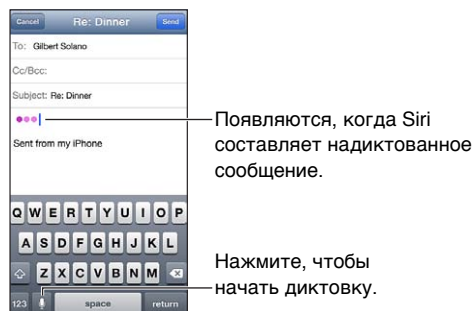 Cancel Re: Dinner Send
To: Gilbert Solano
Cc/Bcc:
Subject: Re: Dinner
Появляются, когда Siri
составляет надиктованное
сообщение.
Sent from my iPhone
Q W E R T Y U I O P
A S D F G H J K L
Z X C V B N M
Нажмите, чтобы
начать диктовку.
123 space return